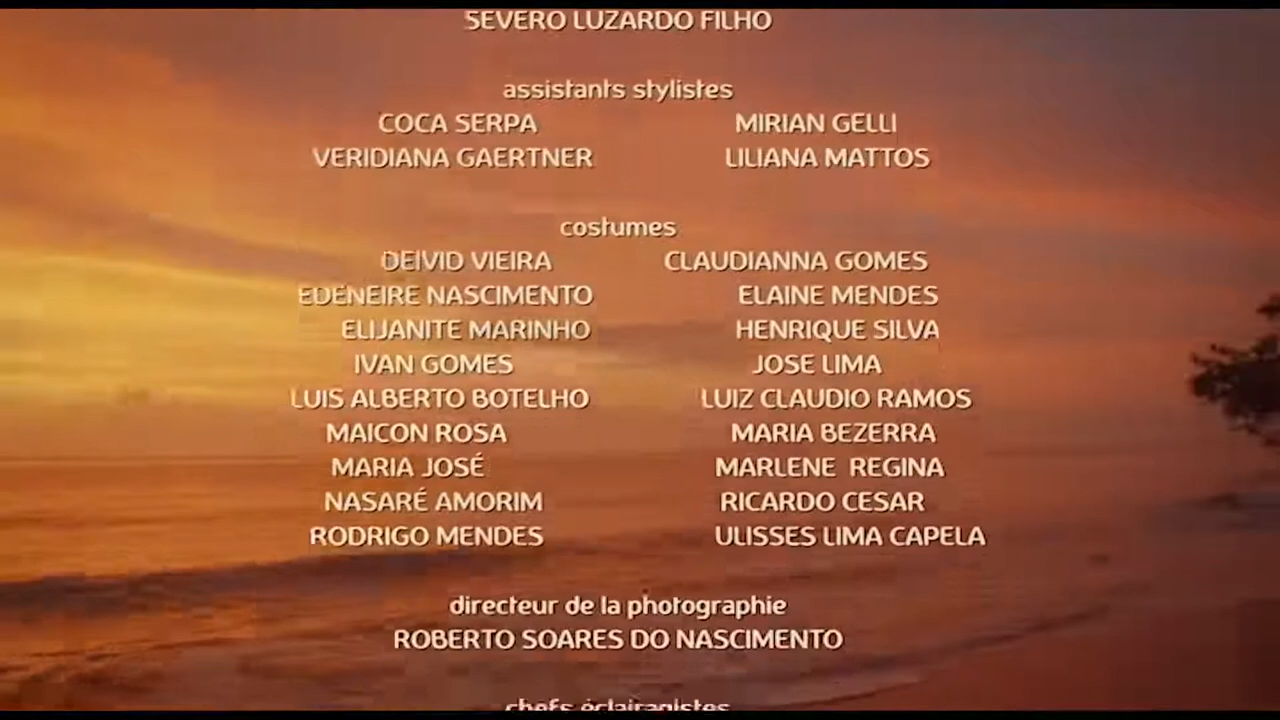 SEVERO LUZARDO FILHO
assistants stylistes
COCA SERPA MIRIAN GELLI
VERIDIANA GAERTNER LILIANA MATTOS
costumes
DEIVID VIEIRA CLAUDIANNA GOMES
EDENEIRE NASCIMENTO ELAINE MENDES
ELIJANITE MARINHO HENRIQUE SILVA
IVAN GOMES JOSE LIMA
LUIS ALBERTO BOTELHO LUIZ CLAUDIO RAMOS
MAICON ROSA MARIA BEZERRA
MARIA JOSÉ MARLENE REGINA
NASARÉ AMORIM RICARDO CESAR
RODRIGO MENDES ULISSES LIMA CAPELA
directeur de la photographie
ROBERTO SOARES DO NASCIMENTO
chefs éclairagistes